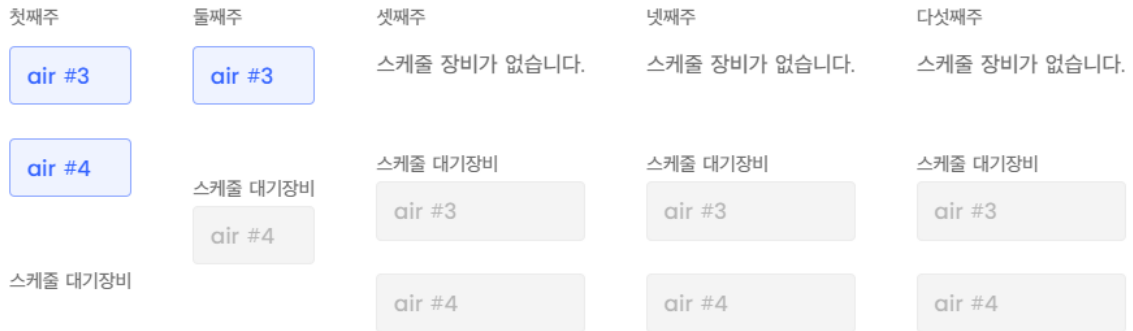 첫째주
air #3
air #4
스케줄 대기장비
둘째주
air #3
스케줄 대기장비
air #4
셋째주
스케줄 장비가 없습니다.
스케줄 대기장비
air #3
air #4
넷째주
스케줄 장비가 없습니다.
스케줄 대기장비
air #3
air #4
다섯째주
스케줄 장비가 없습니다.
스케줄 대기장비
air #3
air #4